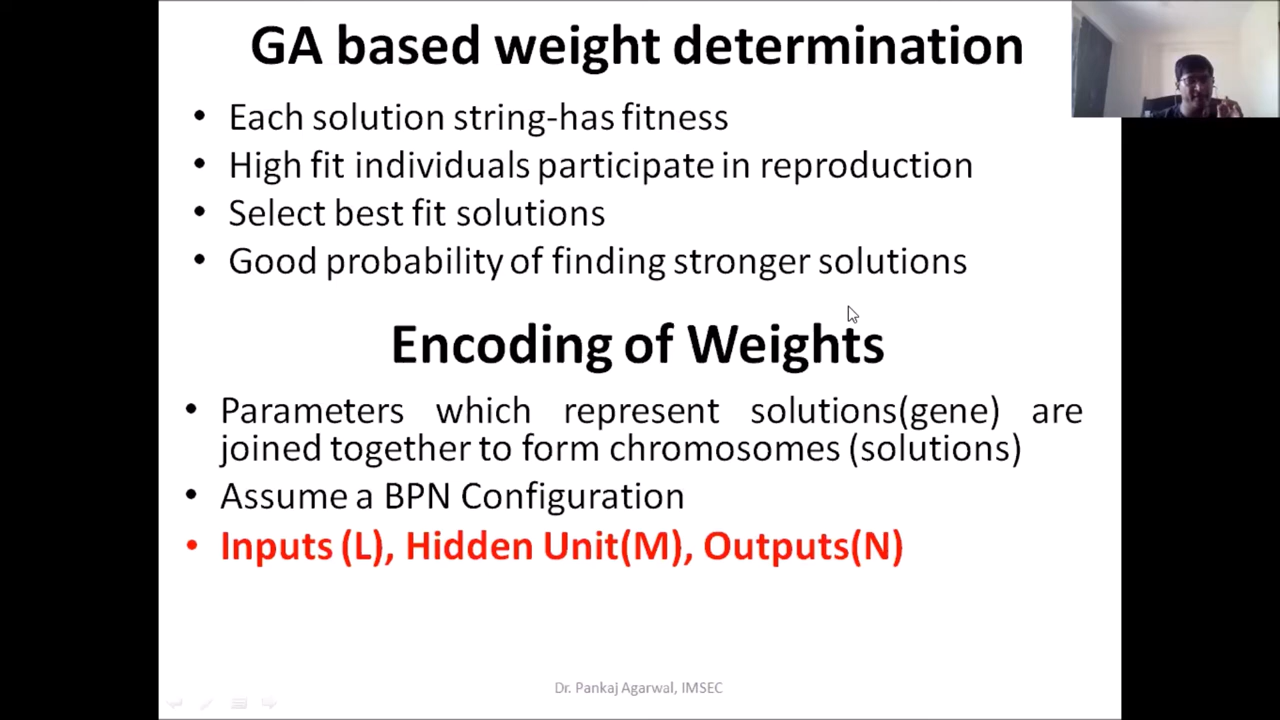 GA based weight determination
• Each solution string-has fitness
• High fit individuals participate in reproduction
• Select best fit solutions
• Good probability of finding stronger solutions
Encoding of Weights
• Parameters which represent solutions(gene) are
joined together to form chromosomes (solutions)
• Assume a BPN Configuration
• Inputs (L), Hidden Unit(M), Outputs(N)
Dr. Pankaj Agarwal, IMSEC